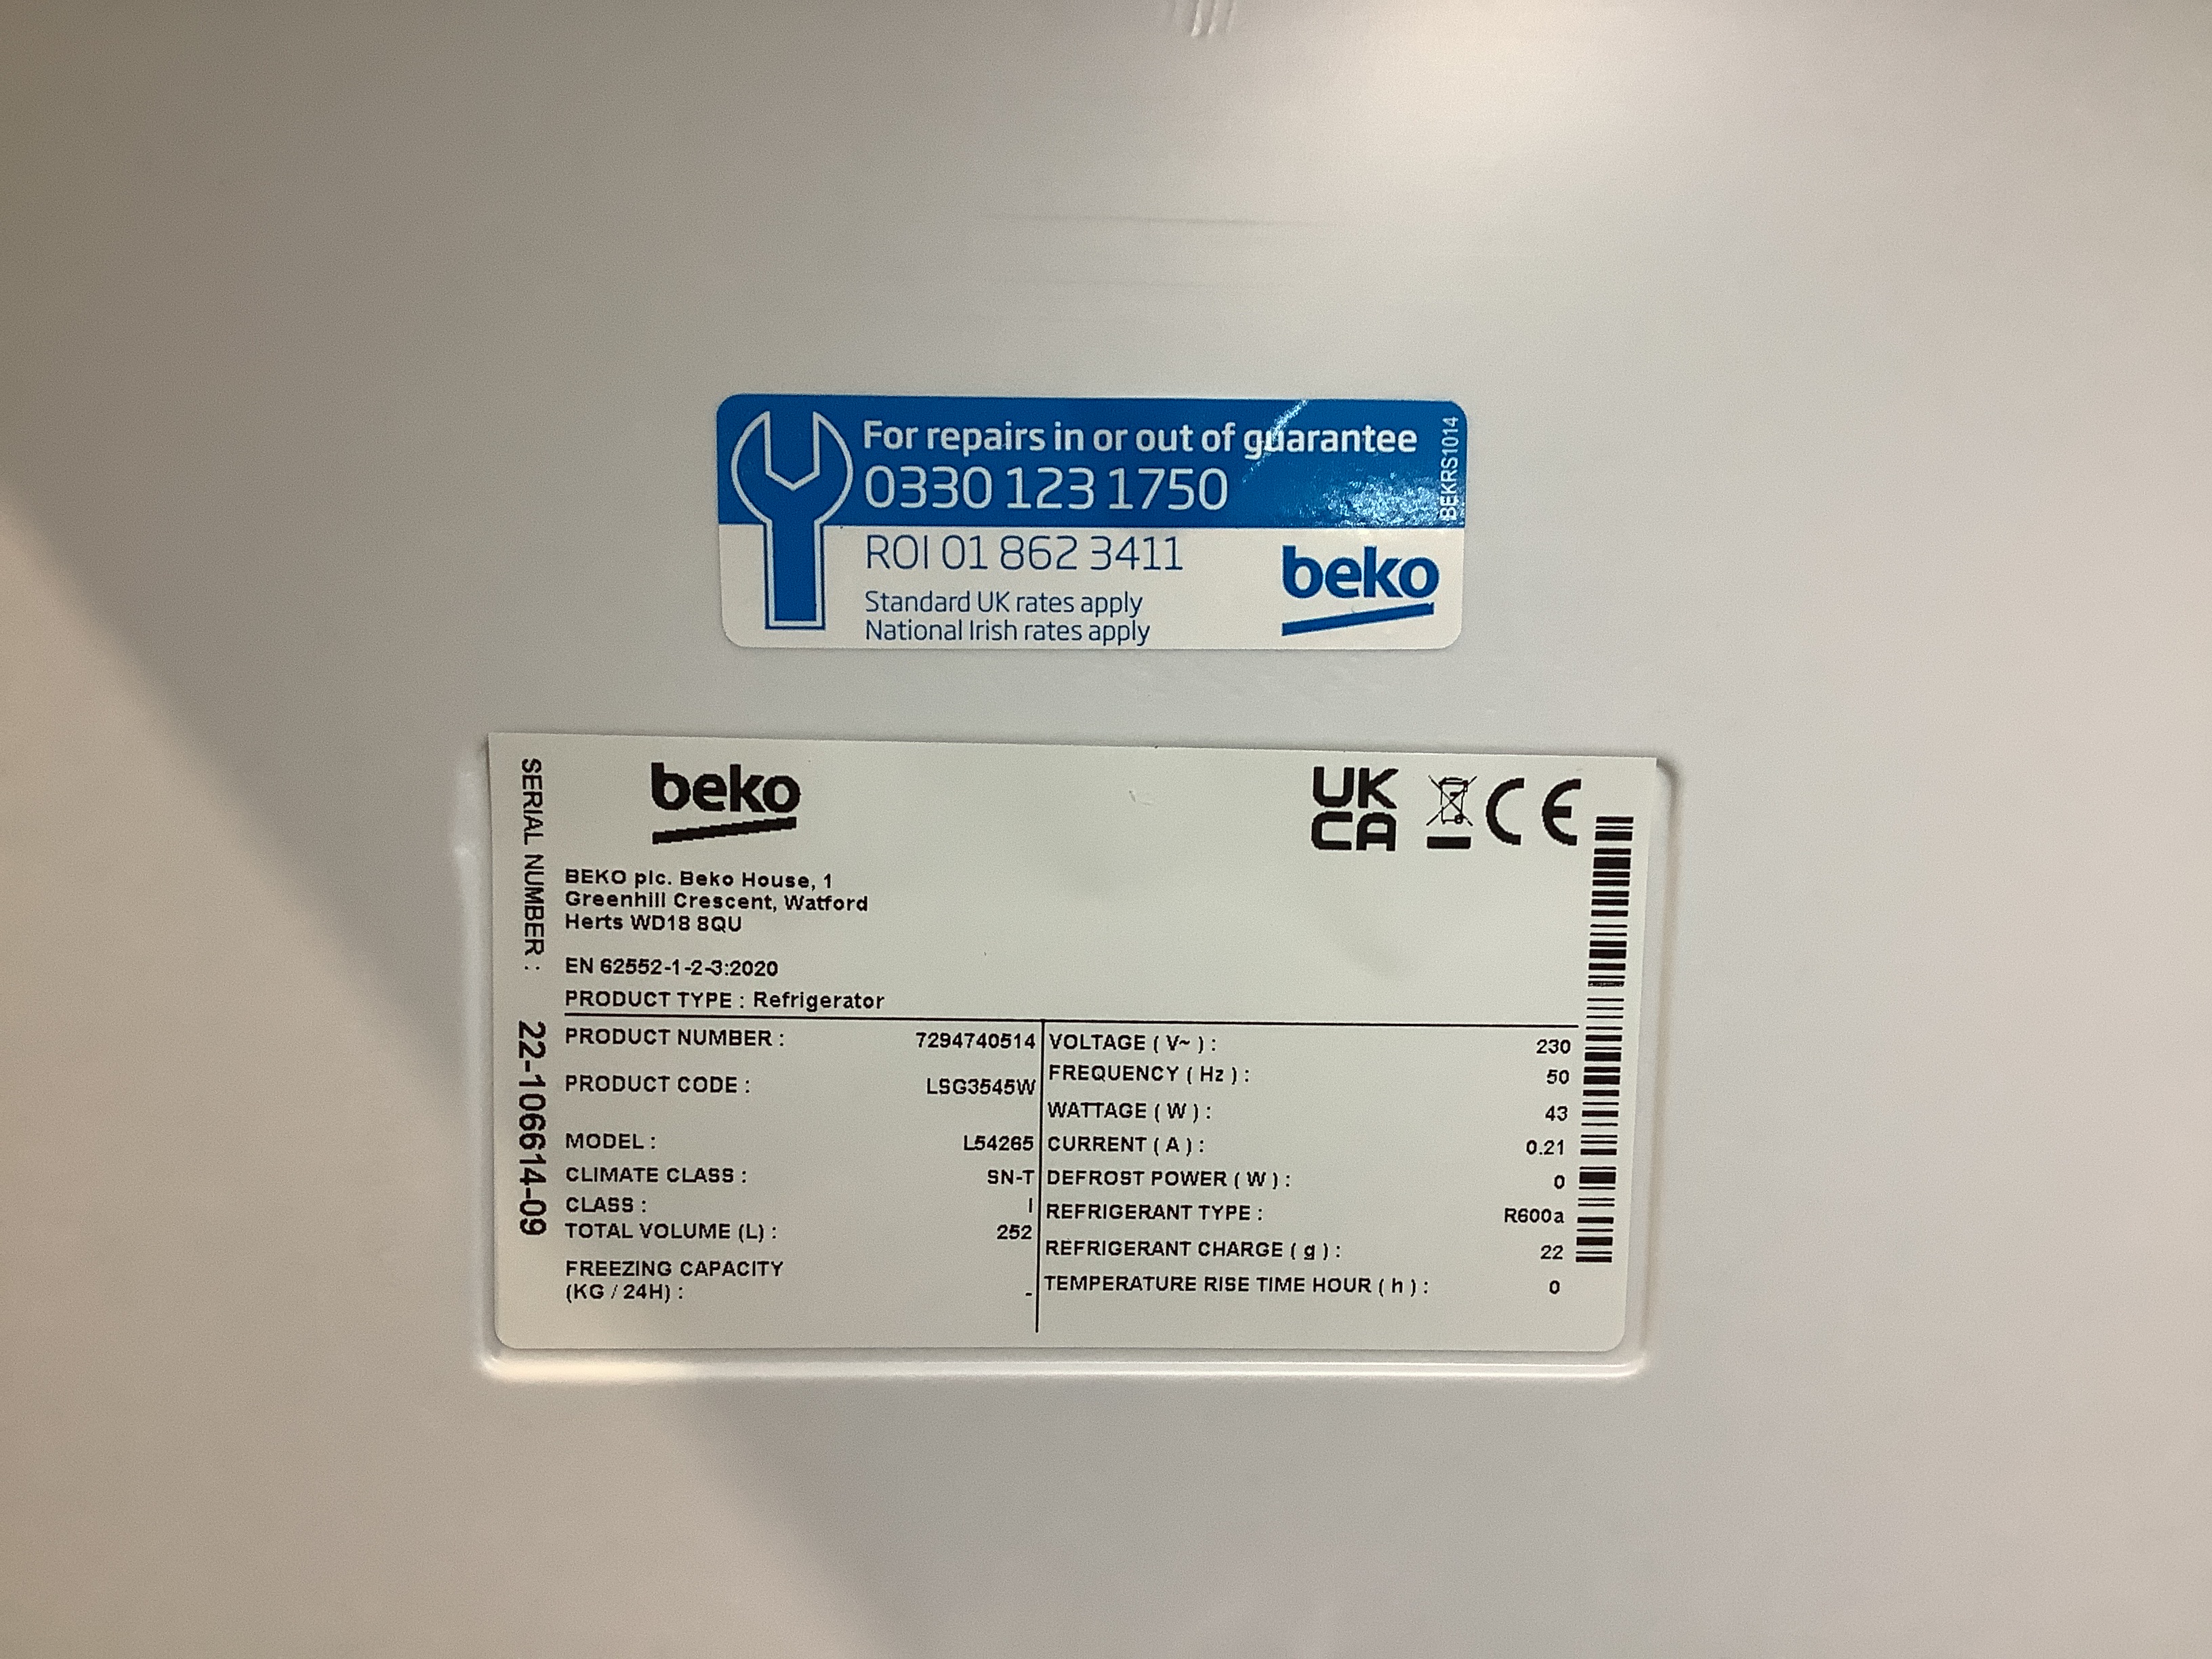 For repairs in or out of guarantee
0330 123 1750
BEKRS1014
ROI 01 862 3411
Standard UK rates apply
National Irish rates apply
beko
SERIAL NUMBER : 22-106614-09
beko
UK
CA
CE
BEKO plc. Beko House, 1
Greenhill Crescent, Watford
Herts WD18 8QU
EN 62552-1-2-3:2020
PRODUCT TYPE : Refrigerator
PRODUCT NUMBER : 7294740514
PRODUCT CODE : LSG3545W
MODEL : L54265
CLIMATE CLASS : SN-T
CLASS : I
TOTAL VOLUME (L) : 252
FREEZING CAPACITY
(KG / 24H) : -
VOLTAGE ( V~ ) : 230
FREQUENCY ( Hz ) : 50
WATTAGE ( W ) : 43
CURRENT ( A ) : 0.21
DEFROST POWER ( W ) : 0
REFRIGERANT TYPE : R600a
REFRIGERANT CHARGE ( g ) : 22
TEMPERATURE RISE TIME HOUR ( h ) : 0